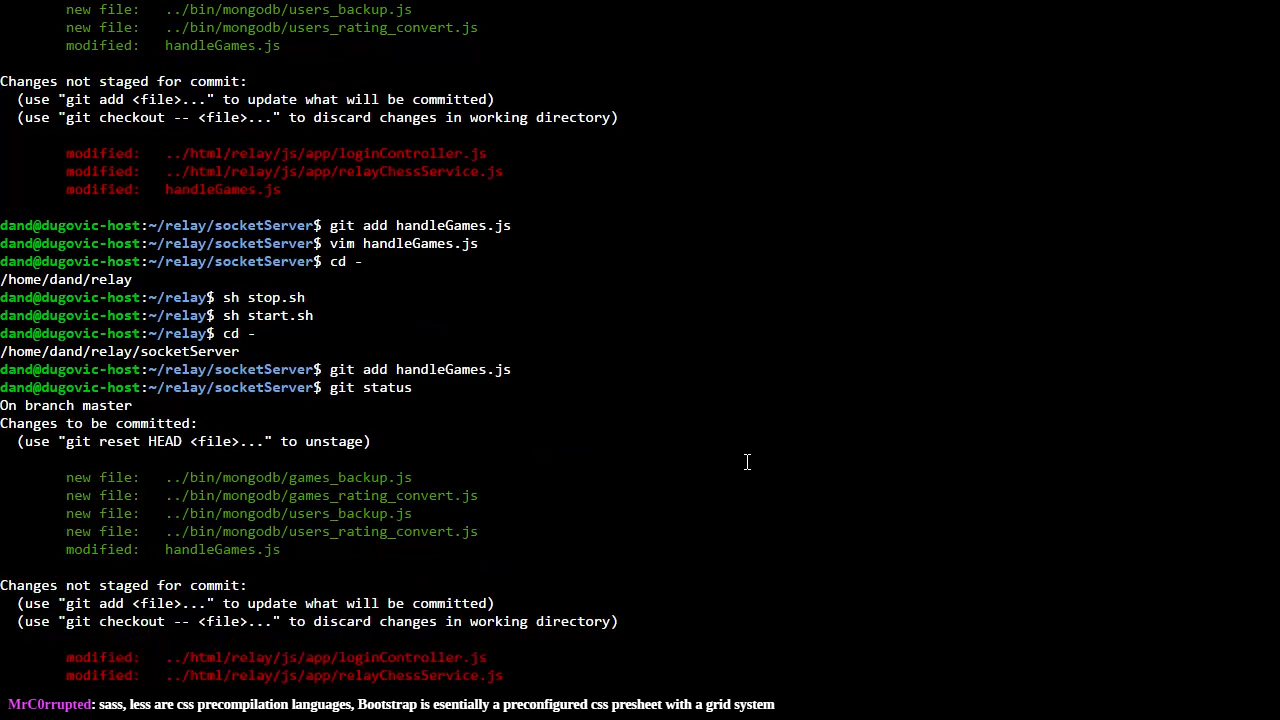 new file:   ../bin/mongodb/users_backup.js
new file:   ../bin/mongodb/users_rating_convert.js
modified:   handleGames.js
Changes not staged for commit:
(use "git add <file>..." to update what will be committed)
(use "git checkout -- <file>..." to discard changes in working directory)
modified:   ../html/relay/js/app/loginController.js
modified:   ../html/relay/js/app/relayChessService.js
modified:   handleGames.js
dand@dugovic-host:~/relay/socketServer$ git add handleGames.js
dand@dugovic-host:~/relay/socketServer$ vim handleGames.js
dand@dugovic-host:~/relay/socketServer$ cd -
/home/dand/relay
dand@dugovic-host:~/relay$ sh stop.sh
dand@dugovic-host:~/relay$ sh start.sh
dand@dugovic-host:~/relay$ cd -
/home/dand/relay/socketServer
dand@dugovic-host:~/relay/socketServer$ git add handleGames.js
dand@dugovic-host:~/relay/socketServer$ git status
On branch master
Changes to be committed:
(use "git reset HEAD <file>..." to unstage)
new file:   ../bin/mongodb/games_backup.js
new file:   ../bin/mongodb/games_rating_convert.js
new file:   ../bin/mongodb/users_backup.js
new file:   ../bin/mongodb/users_rating_convert.js
modified:   handleGames.js
Changes not staged for commit:
(use "git add <file>..." to update what will be committed)
(use "git checkout -- <file>..." to discard changes in working directory)
modified:   ../html/relay/js/app/loginController.js
modified:   ../html/relay/js/app/relayChessService.js
MrC0rrupted: sass, less are css precompilation languages, Bootstrap is esentially a preconfigured css presheet with a grid system